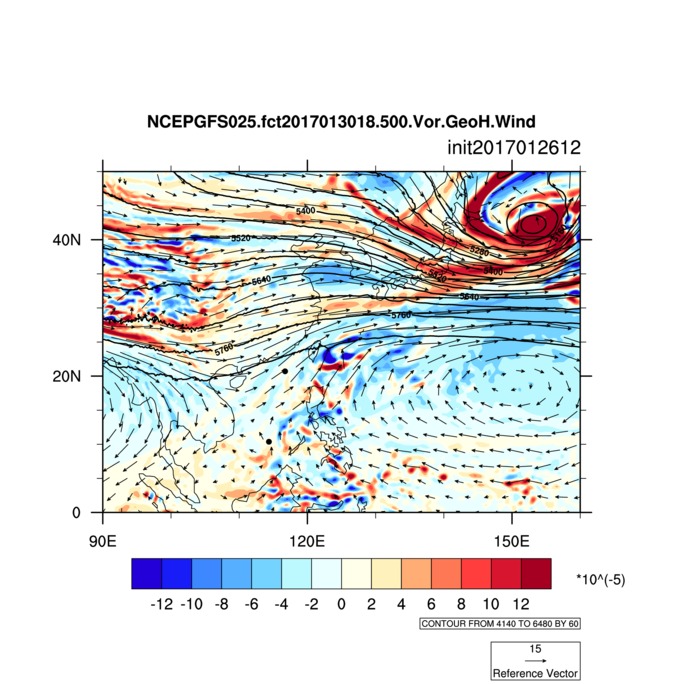 NCEPGFS025.fct2017013018.500.Vor.GeoH.Wind
init2017012612
40N
20N
0
90E 120E 150E
5400
5520
5640
5760
5280
5400
5520
5640
5760
-12 -10 -8 -6 -4 -2 0 2 4 6 8 10 12
*10^(-5)
CONTOUR FROM 4140 TO 6480 BY 60
15
Reference Vector